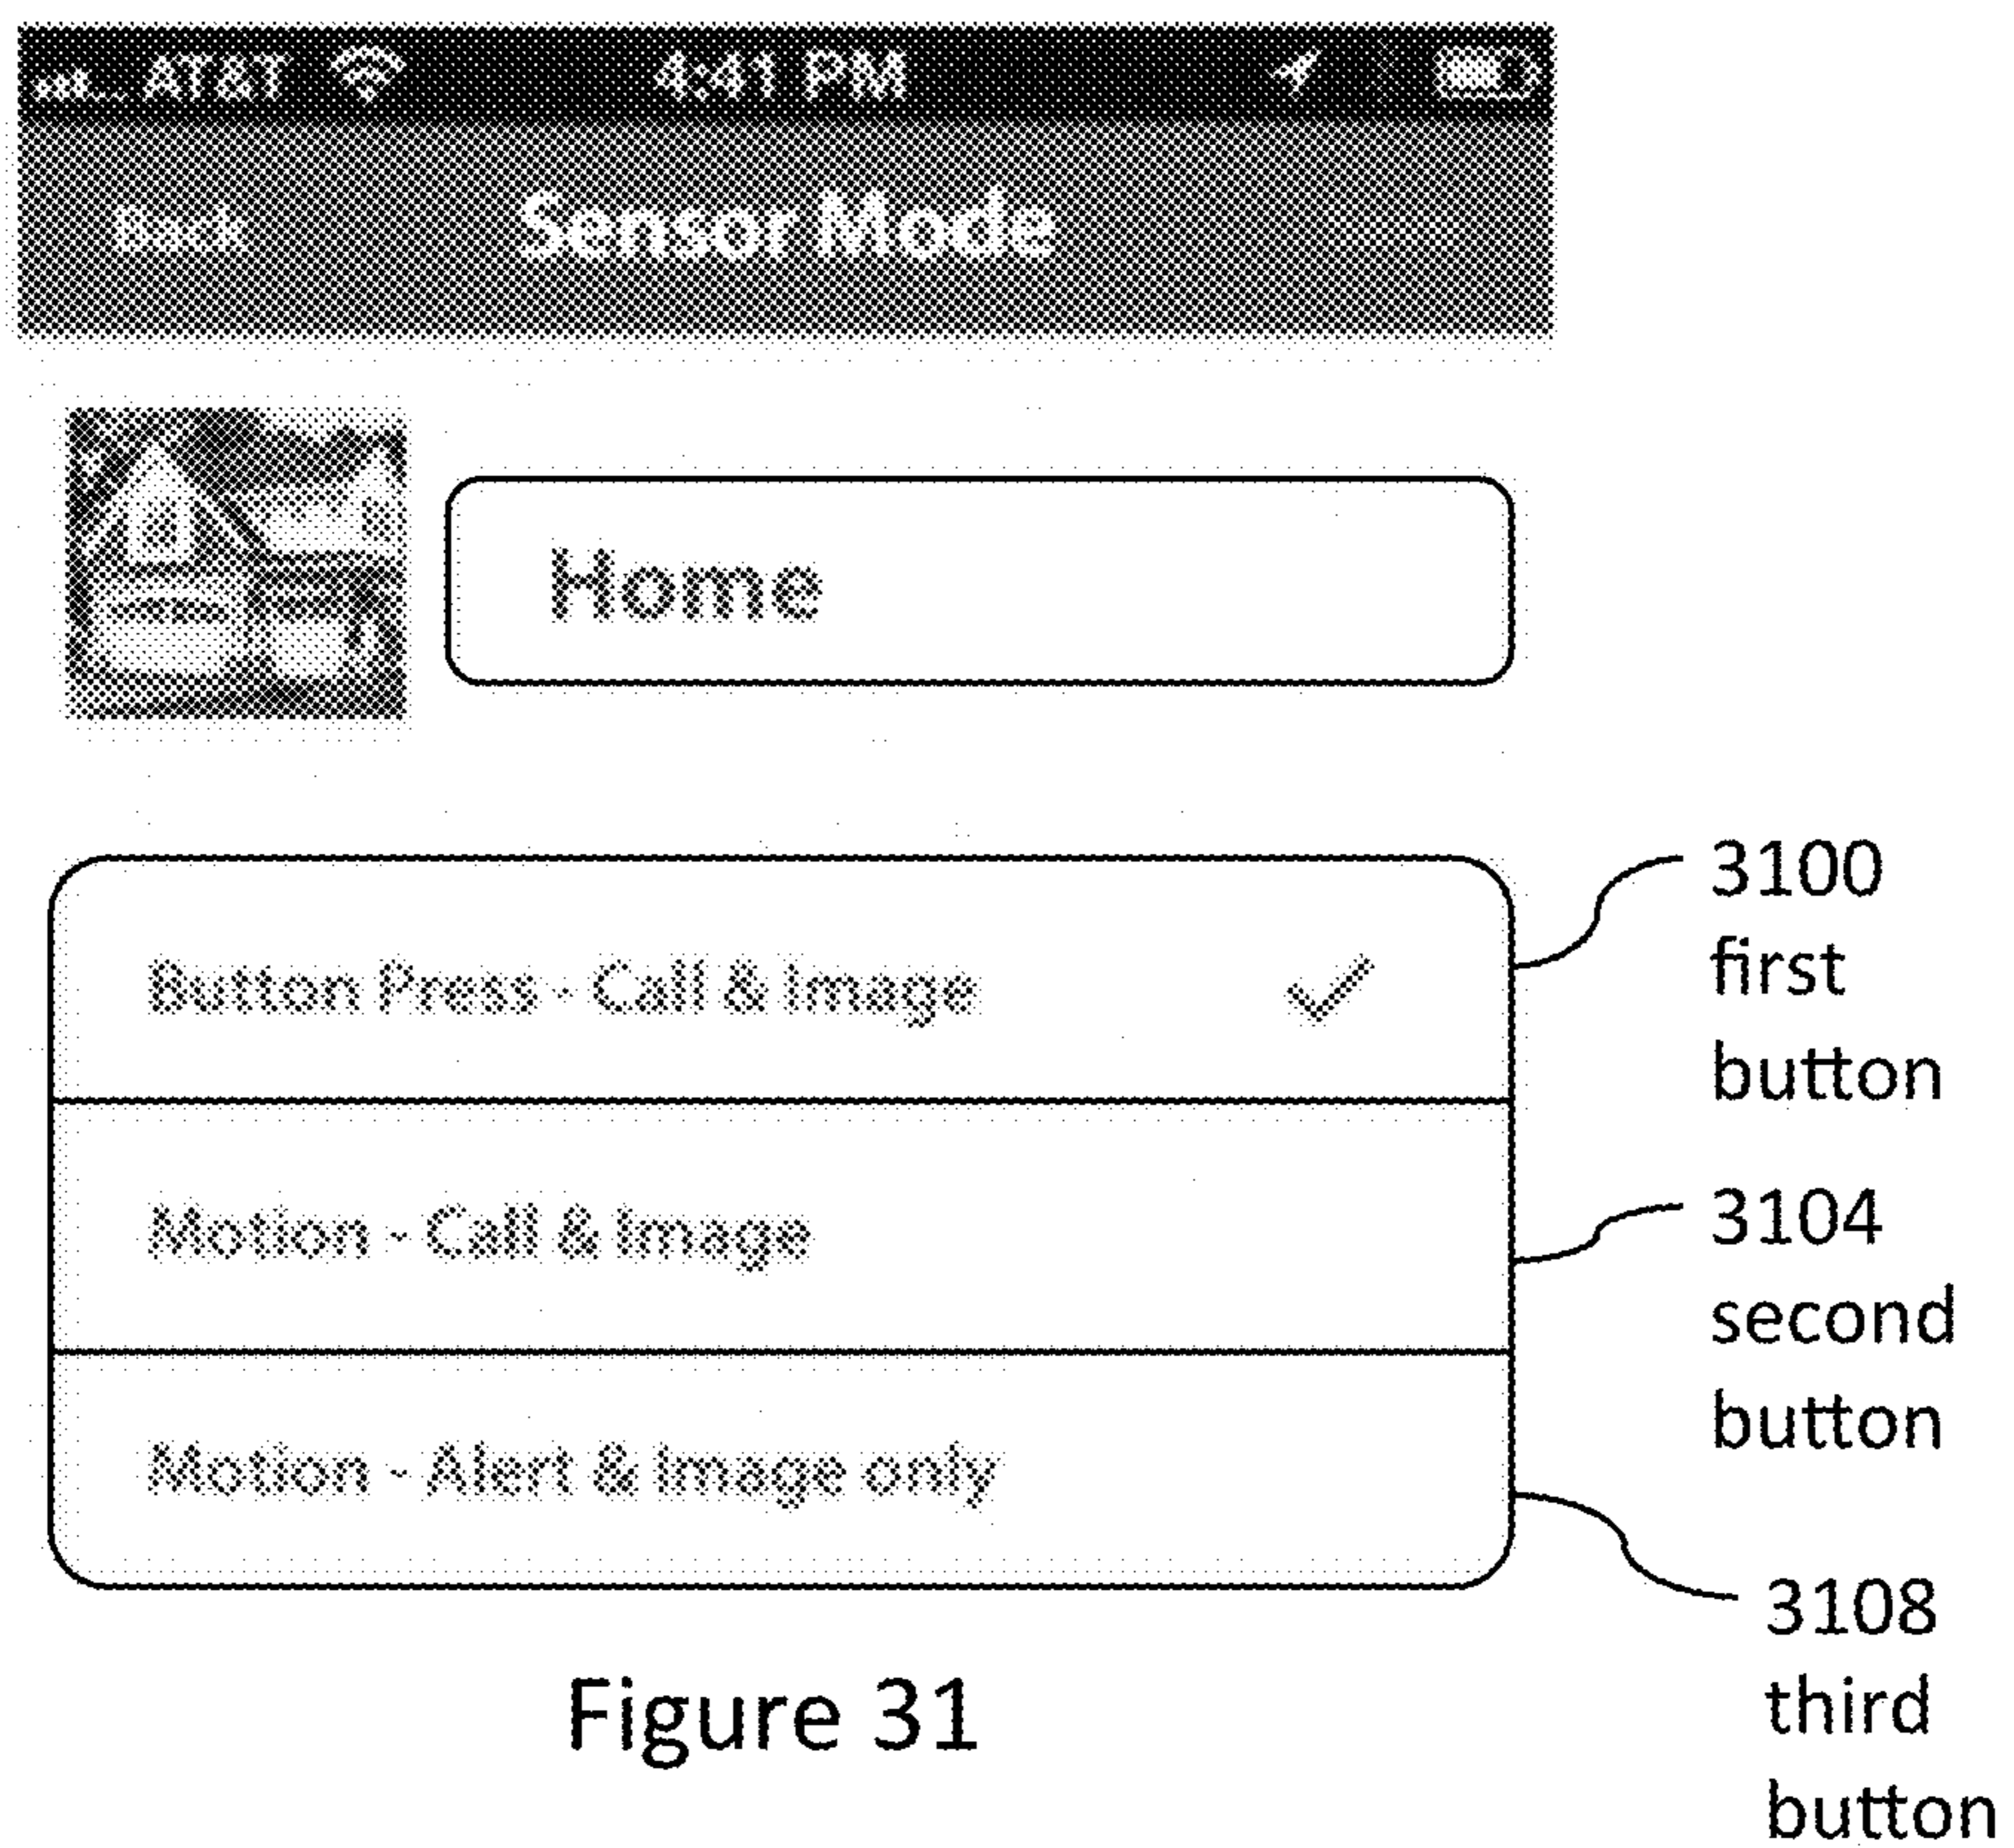 AT&T 4:41 PM
Back Sensor Mode
Home
Button Press - Call & Image
Motion - Call & Image
Motion - Alert & Image only
3100
first
button
3104
second
button
3108
third
button
Figure 31